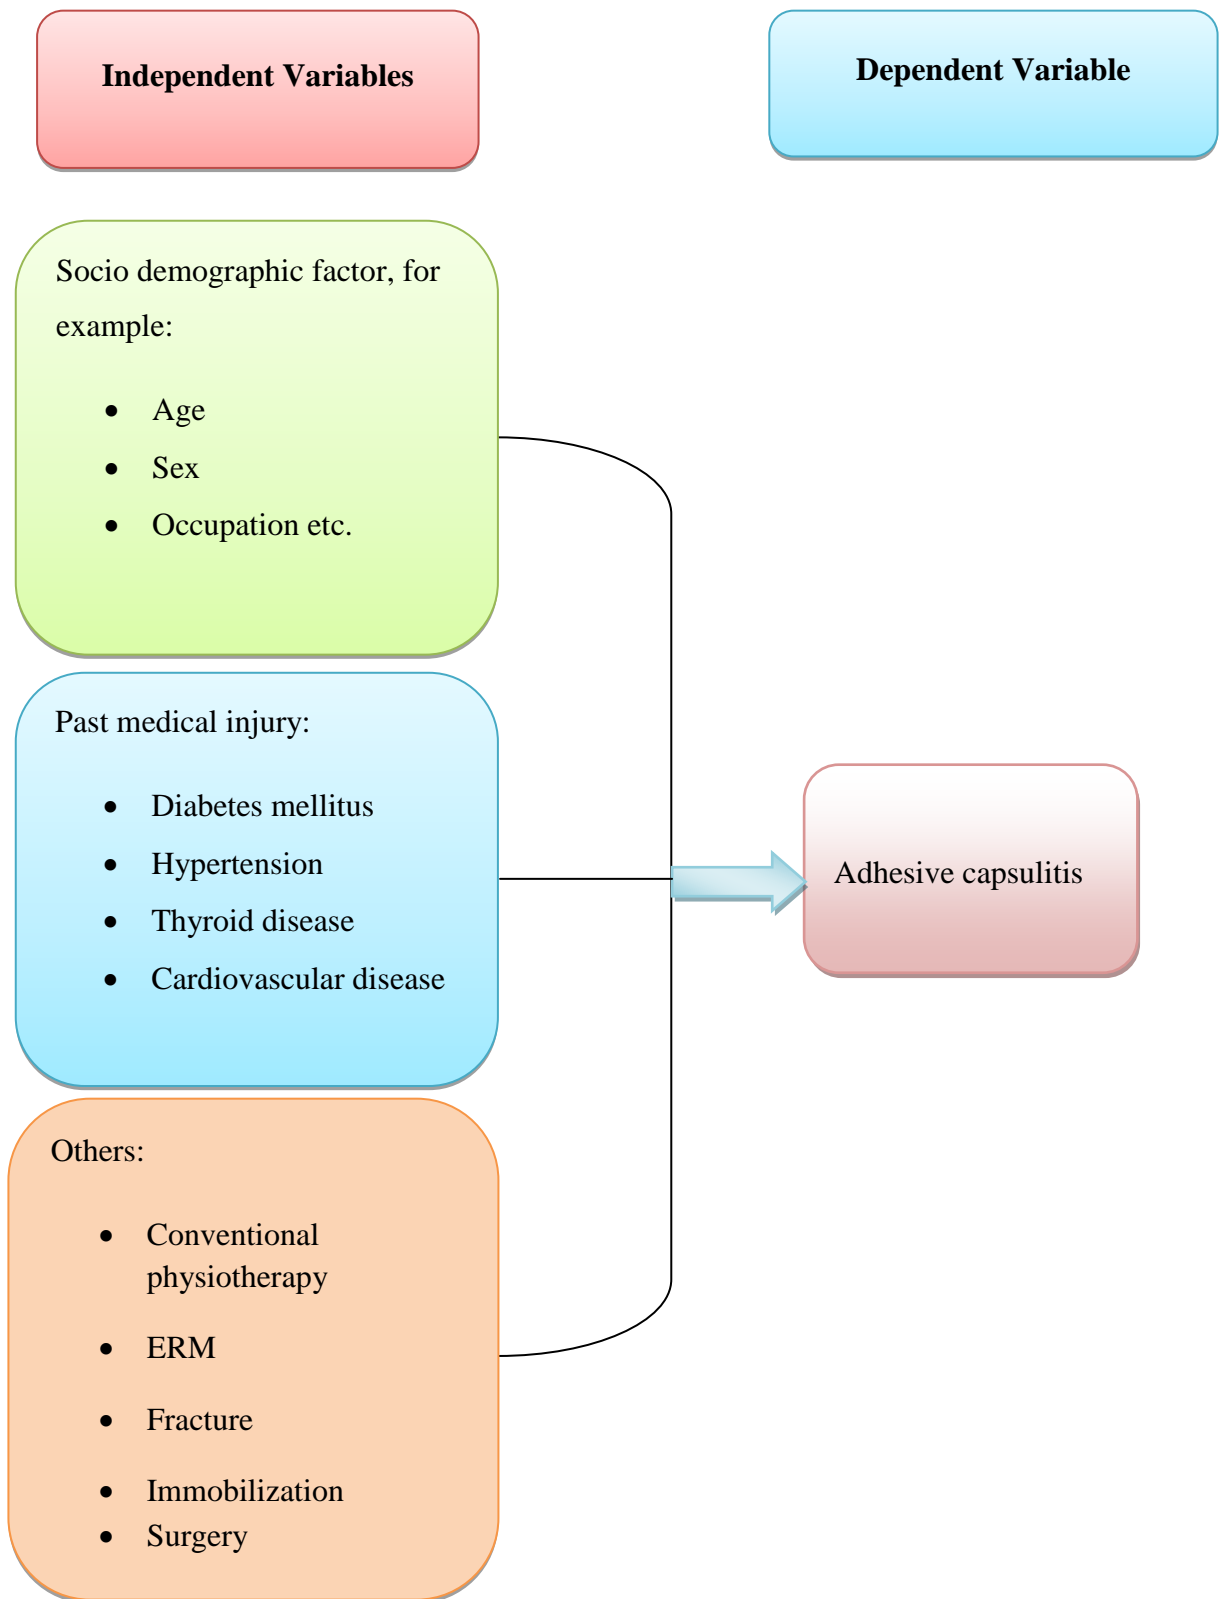 Independent Variables
Dependent Variable
Socio demographic factor, for
example:
• Age
• Sex
• Occupation etc.
Past medical injury:
• Diabetes mellitus
• Hypertension
• Thyroid disease
• Cardiovascular disease
Adhesive capsulitis
Others:
• Conventional
physiotherapy
• ERM
• Fracture
• Immobilization
• Surgery